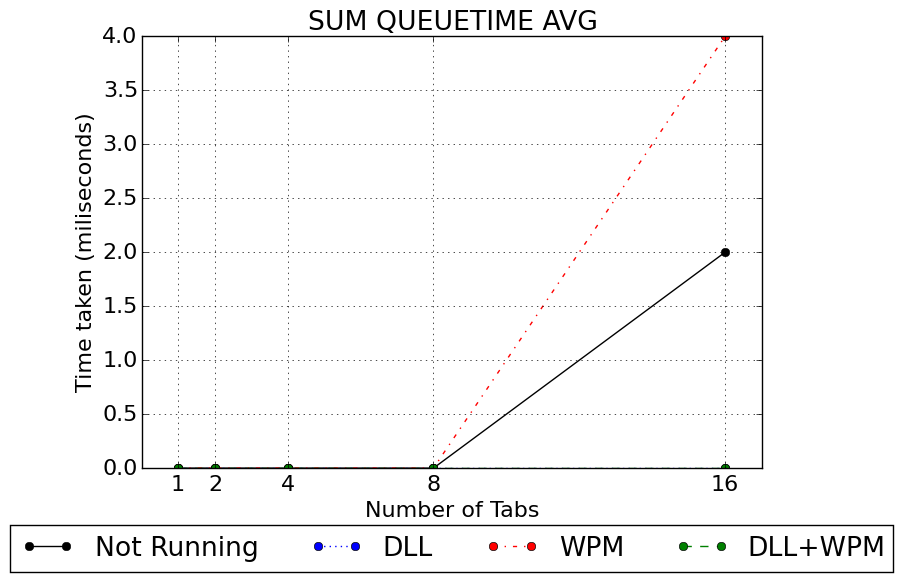 SUM QUEUETIME AVG
4.0
3.5
3.0
2.5
2.0
1.5
1.0
0.5
0.0
Time taken (miliseconds)
1 2 4 8 16
Number of Tabs
Not Running DLL WPM DLL+WPM